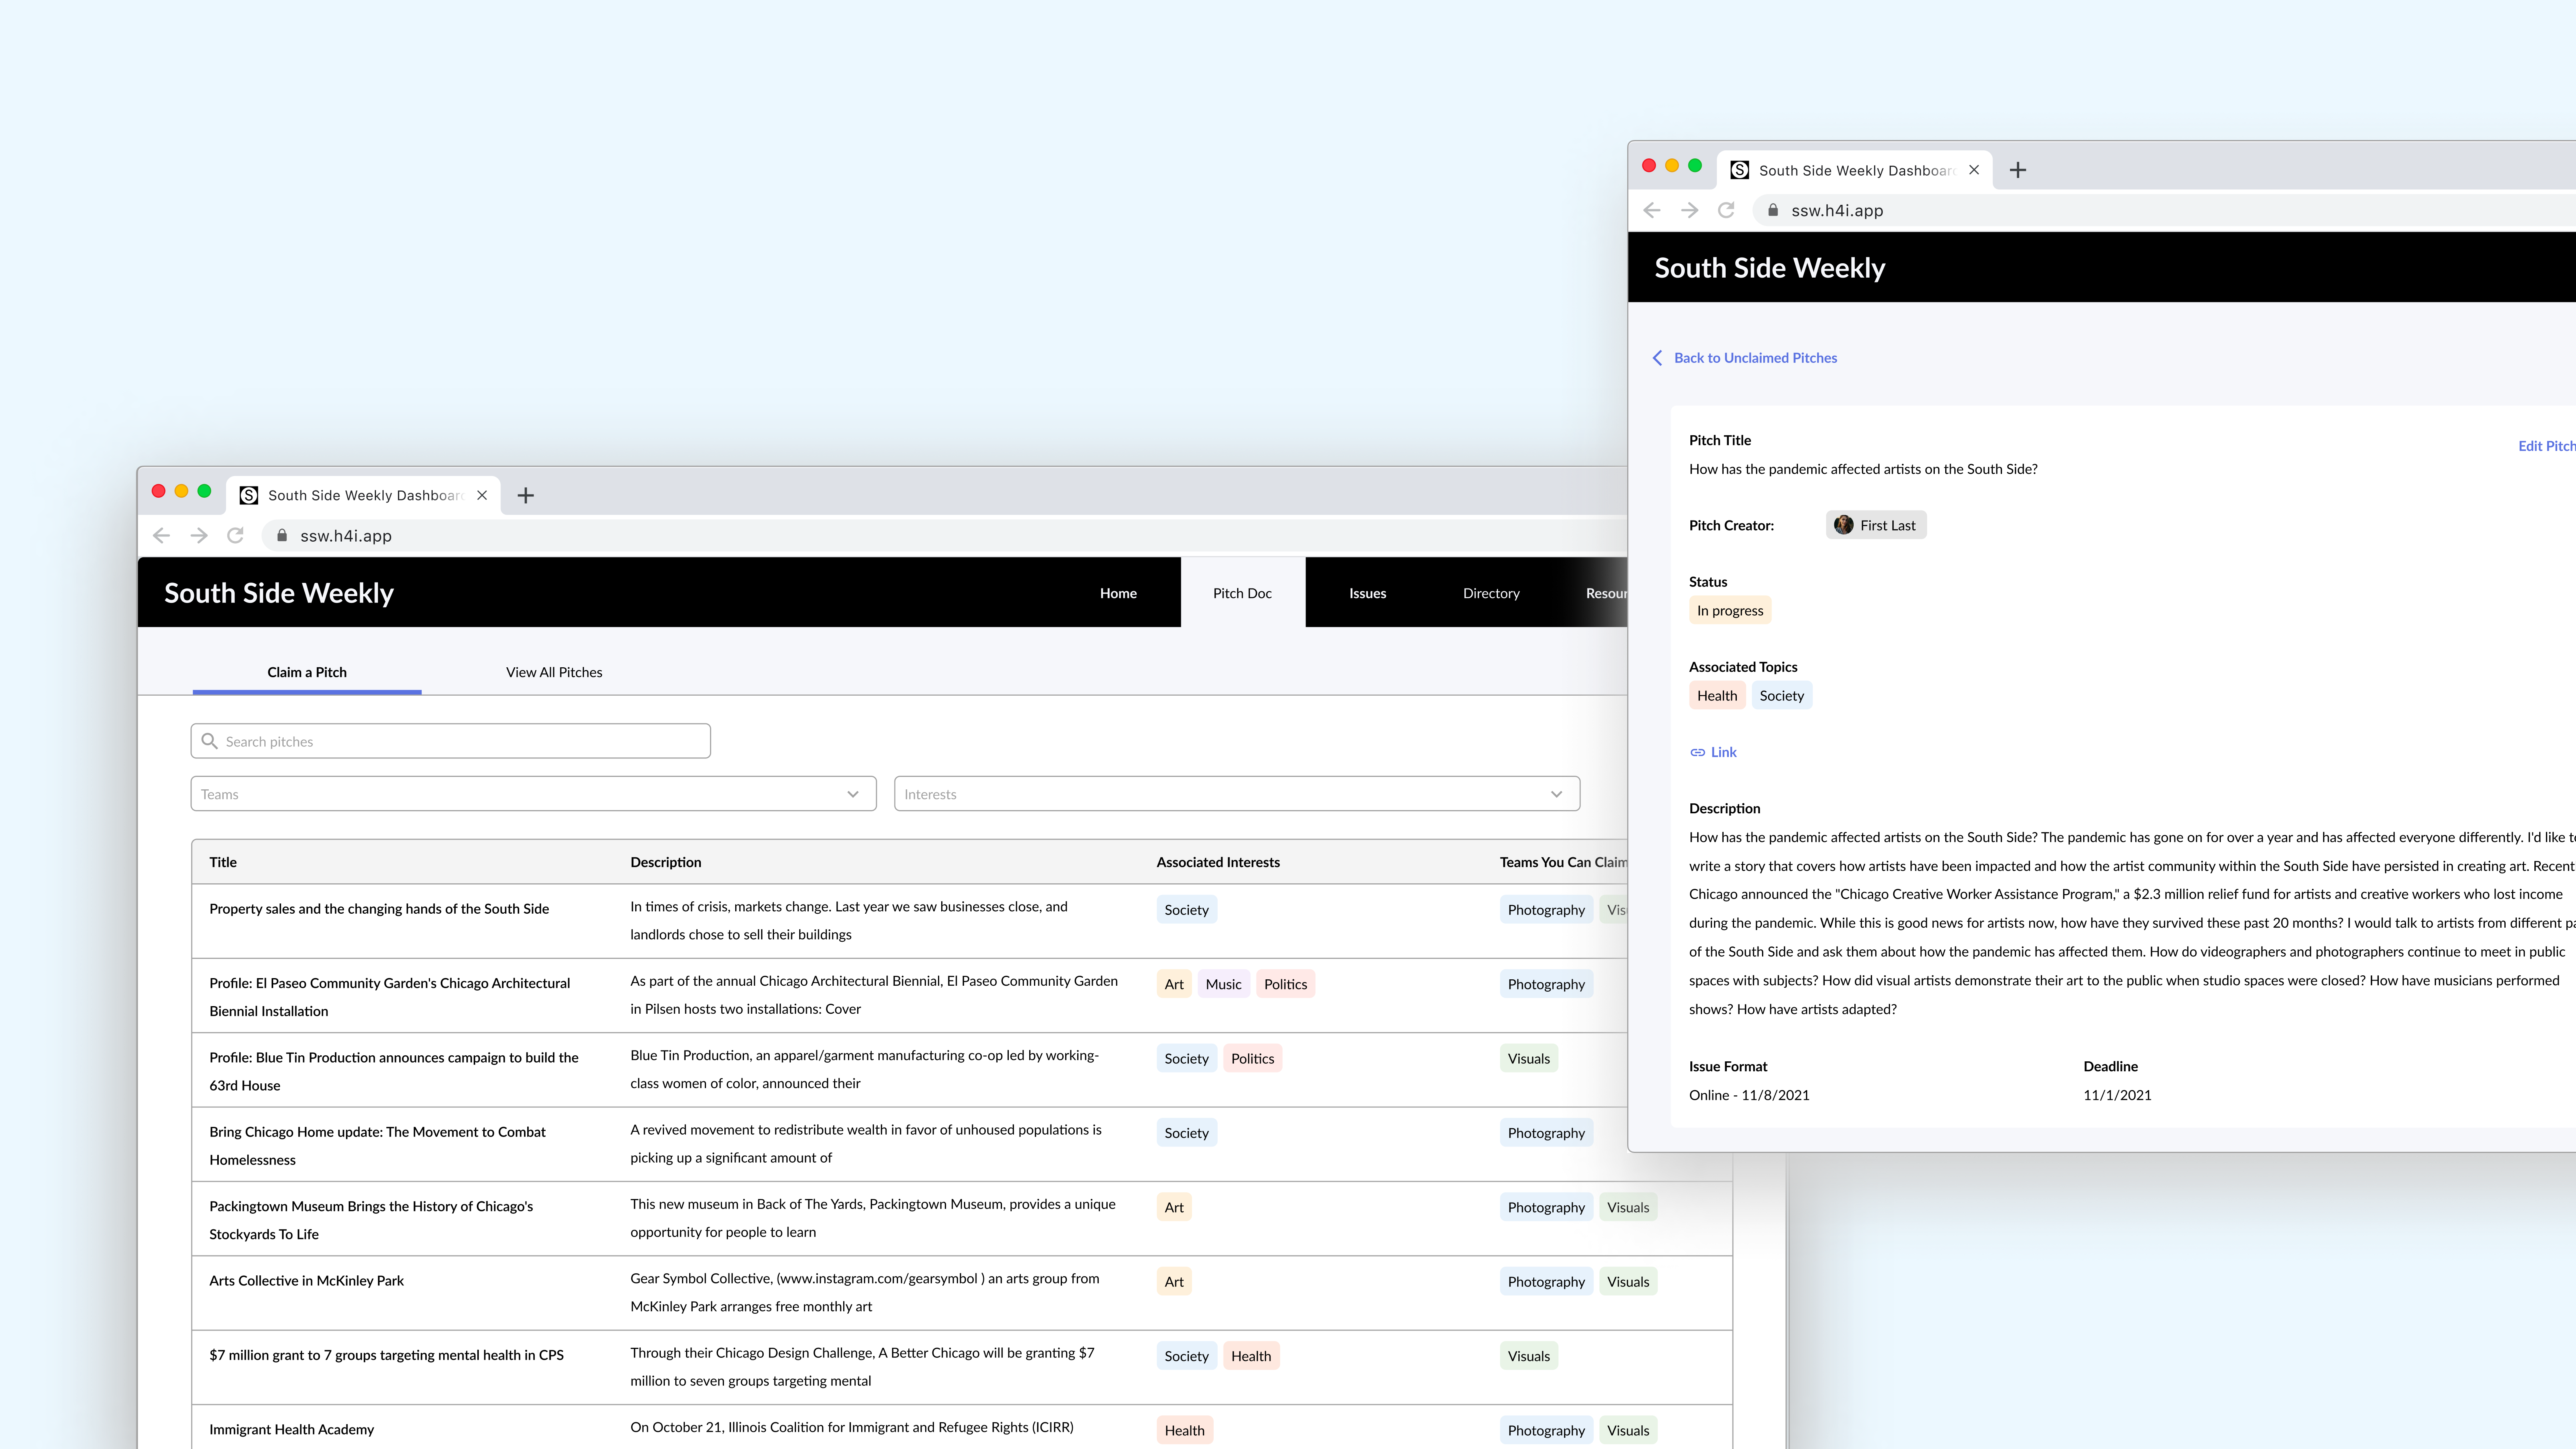 South Side Weekly Dashboard
ssw.h4i.app
South Side Weekly
Home
Pitch Doc
Issues
Directory
Claim a Pitch
View All Pitches
Search pitches
Teams
Interests
Title
Description
Associated Interests
Teams You Can Claim
Property sales and the changing hands of the South Side
In times of crisis, markets change. Last year we saw businesses close, and
landlords chose to sell their buildings
Society
Photography
Profile: El Paseo Community Garden's Chicago Architectural
Biennial Installation
As part of the annual Chicago Architectural Biennial, El Paseo Community Garden
in Pilsen hosts two installations: Cover
Art
Music
Politics
Photography
Profile: Blue Tin Production announces campaign to build the
63rd House
Blue Tin Production, an apparel/garment manufacturing co-op led by working-
class women of color, announced their
Society
Politics
Visuals
Bring Chicago Home update: The Movement to Combat
Homelessness
A revived movement to redistribute wealth in favor of unhoused populations is
picking up a significant amount of
Society
Photography
Packingtown Museum Brings the History of Chicago's
Stockyards To Life
This new museum in Back of The Yards, Packingtown Museum, provides a unique
opportunity for people to learn
Art
Photography
Visuals
Arts Collective in McKinley Park
Gear Symbol Collective, (www.instagram.com/gearsymbol ) an arts group from
McKinley Park arranges free monthly art
Art
Photography
Visuals
$7 million grant to 7 groups targeting mental health in CPS
Through their Chicago Design Challenge, A Better Chicago will be granting $7
million to seven groups targeting mental
Society
Health
Visuals
Immigrant Health Academy
On October 21, Illinois Coalition for Immigrant and Refugee Rights (ICIRR)
Health
Photography
Visuals
South Side Weekly Dashboard
ssw.h4i.app
South Side Weekly
Back to Unclaimed Pitches
Pitch Title
Edit Pitch
How has the pandemic affected artists on the South Side?
Pitch Creator:
First Last
Status
In progress
Associated Topics
Health
Society
Link
Description
How has the pandemic affected artists on the South Side? The pandemic has gone on for over a year and has affected everyone differently. I'd like to
write a story that covers how artists have been impacted and how the artist community within the South Side have persisted in creating art. Recent
Chicago announced the "Chicago Creative Worker Assistance Program," a $2.3 million relief fund for artists and creative workers who lost income
during the pandemic. While this is good news for artists now, how have they survived these past 20 months? I would talk to artists from different
of the South Side and ask them about how the pandemic has affected them. How do videographers and photographers continue to meet in public
spaces with subjects? How did visual artists demonstrate their art to the public when studio spaces were closed? How have musicians performed
shows? How have artists adapted?
Issue Format
Deadline
Online - 11/8/2021
11/1/2021